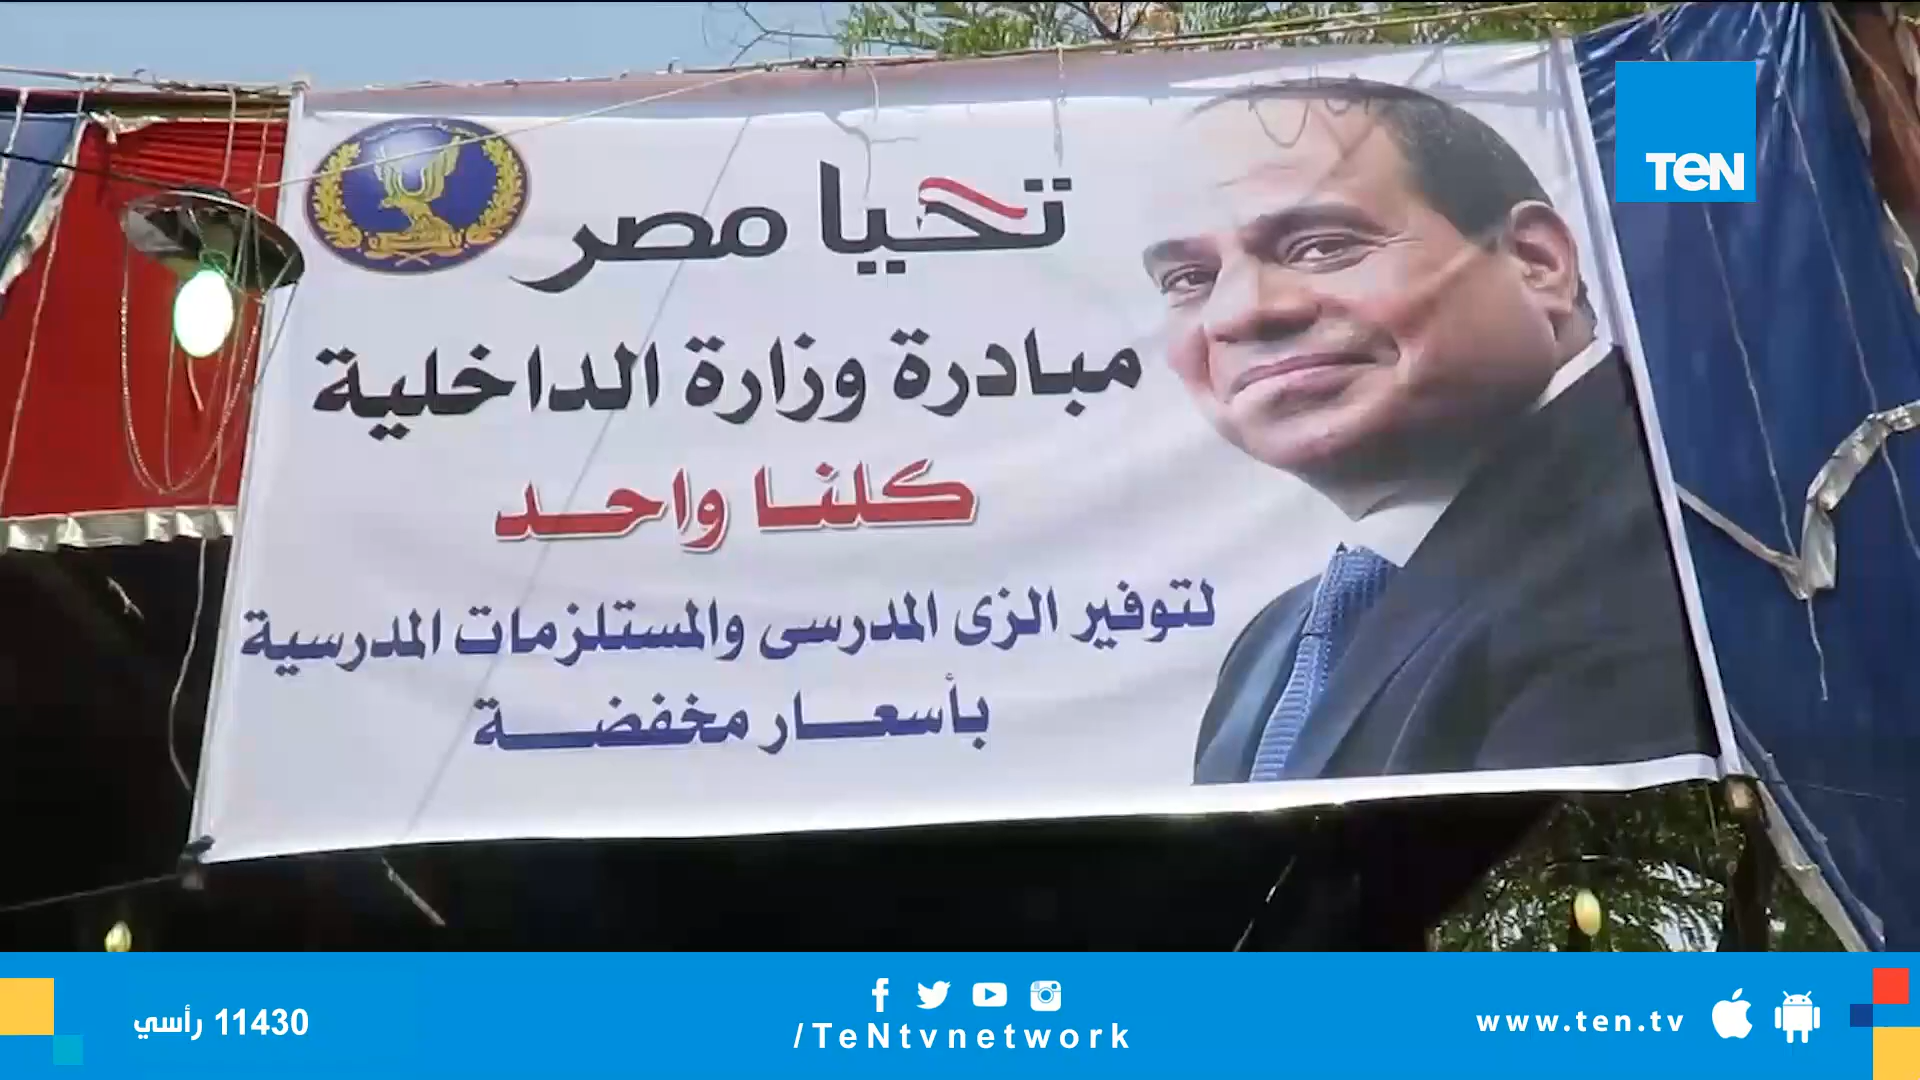 TeN
تحيا مصر
مبادرة وزارة الداخلية
كلنا واحد
لتوفير الزى المدرسى والمستلزمات المدرسية
بأسعار مخفضة
11430 رأسي
/TeNtvnetwork
www.ten.tv